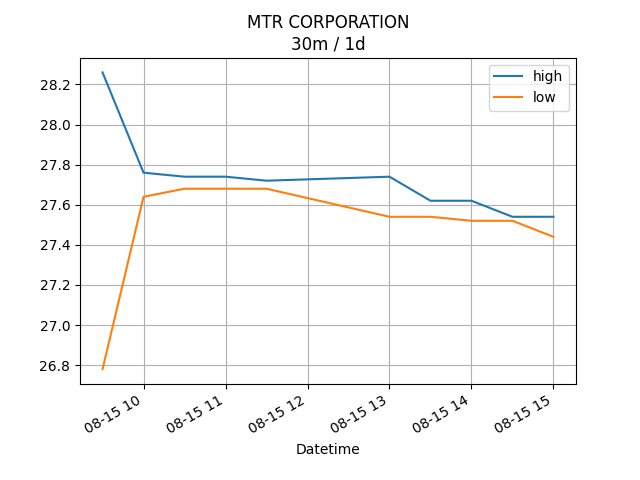 MTR CORPORATION
30m / 1d
high
low
28.2
28.0
27.8
27.6
27.4
27.2
27.0
26.8
08-15 10
08-15 11
08-15 12
08-15 13
08-15 14
08-15 15
Datetime